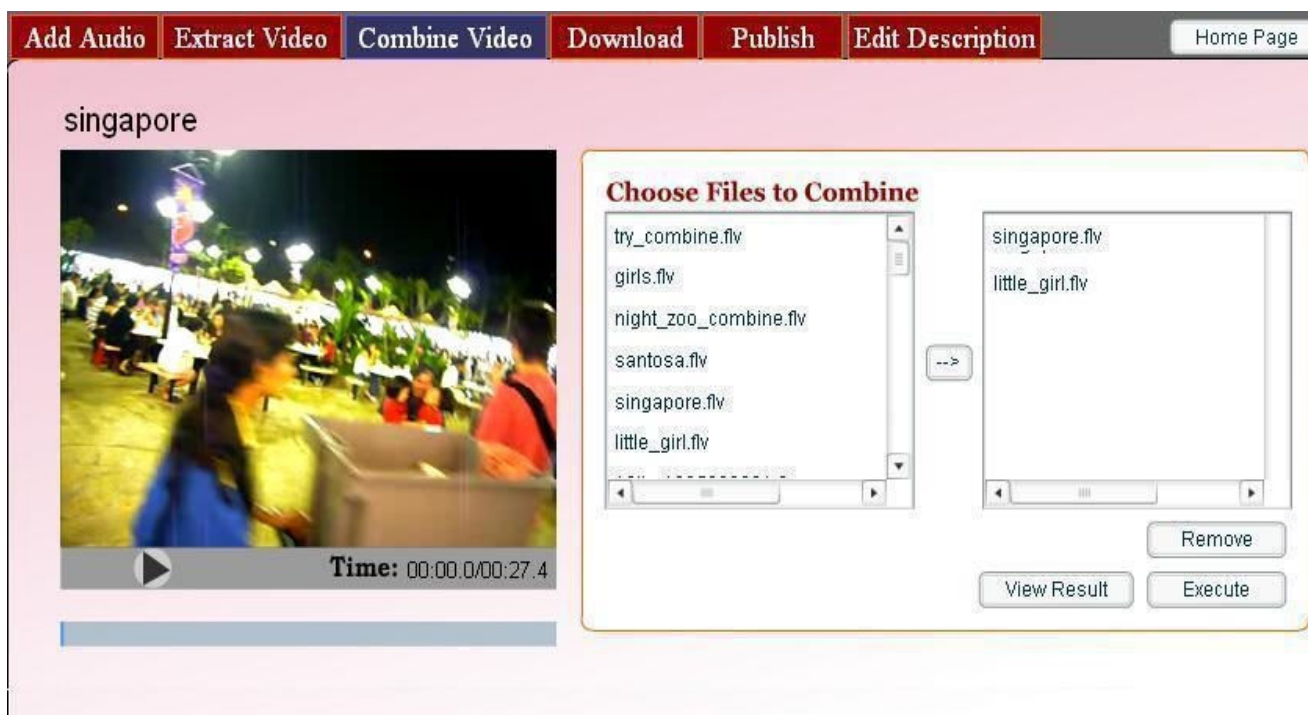 Add Audio
Extract Video
Combine Video
Download
Publish
Edit Description
Home Page
singapore
Time: 00:00.0/00:27.4
Choose Files to Combine
try_combine.flv
girls.flv
night_zoo_combine.flv
santosa.flv
singapore.flv
little_girl.flv
-->
singapore.flv
little_girl.flv
Remove
View Result
Execute